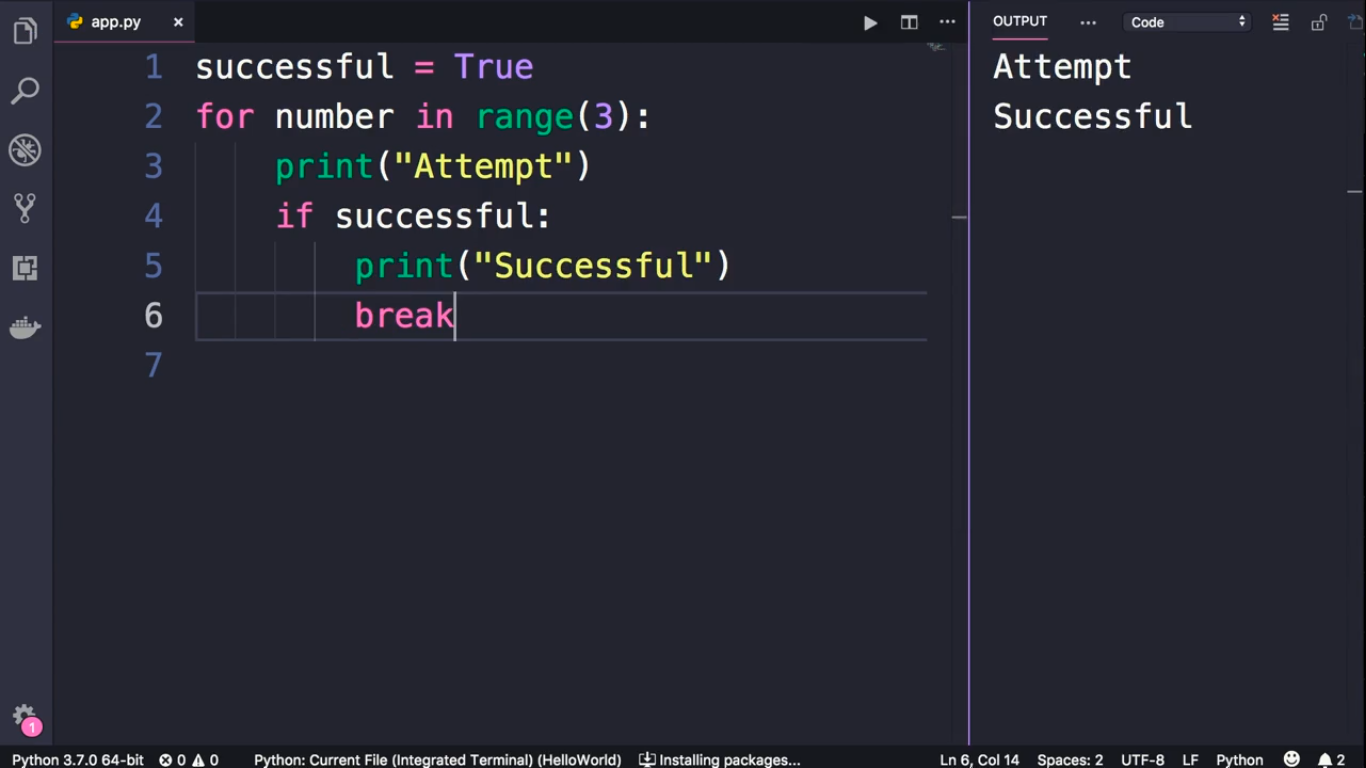 app.py
OUTPUT
Code
1 successful = True
2 for number in range(3):
3     print("Attempt")
4     if successful:
5         print("Successful")
6         break
7
Attempt
Successful
1
Python 3.7.0 64-bit 0 0 Python: Current File (Integrated Terminal) (HelloWorld) Installing packages... Ln 6, Col 14 Spaces: 2 UTF-8 LF Python 2